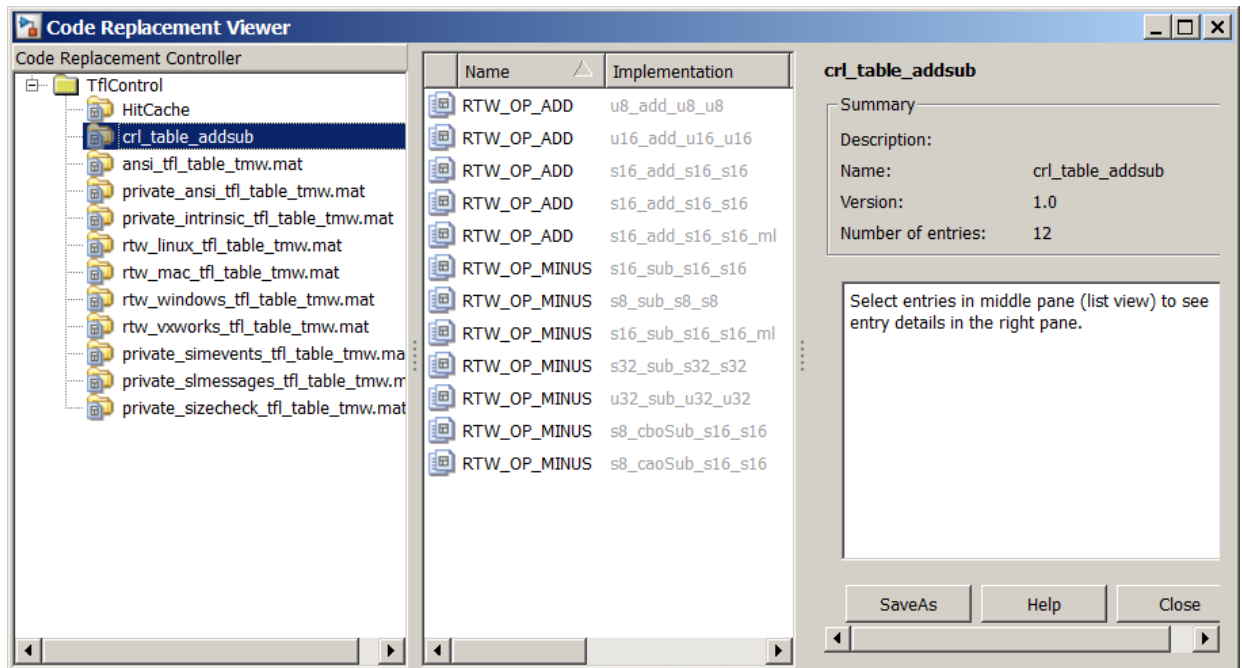 Code Replacement Viewer
Code Replacement Controller
TflControl
HitCache
crl_table_addsub
ansi_tfl_table_tmw.mat
private_ansi_tfl_table_tmw.mat
private_intrinsic_tfl_table_tmw.mat
rtw_linux_tfl_table_tmw.mat
rtw_mac_tfl_table_tmw.mat
rtw_windows_tfl_table_tmw.mat
rtw_vxworks_tfl_table_tmw.mat
private_simevents_tfl_table_tmw.ma
private_slmessages_tfl_table_tmw.m
private_sizecheck_tfl_table_tmw.mat
Name Implementation
RTW_OP_ADD u8_add_u8_u8
RTW_OP_ADD u16_add_u16_u16
RTW_OP_ADD s16_add_s16_s16
RTW_OP_ADD s16_add_s16_s16
RTW_OP_ADD s16_add_s16_s16_ml
RTW_OP_MINUS s16_sub_s16_s16
RTW_OP_MINUS s8_sub_s8_s8
RTW_OP_MINUS s16_sub_s16_s16_ml
RTW_OP_MINUS s32_sub_s32_s32
RTW_OP_MINUS u32_sub_u32_u32
RTW_OP_MINUS s8_cboSub_s16_s16
RTW_OP_MINUS s8_caoSub_s16_s16
crl_table_addsub
Summary
Description:
Name: crl_table_addsub
Version: 1.0
Number of entries: 12
Select entries in middle pane (list view) to see
entry details in the right pane.
SaveAs Help Close